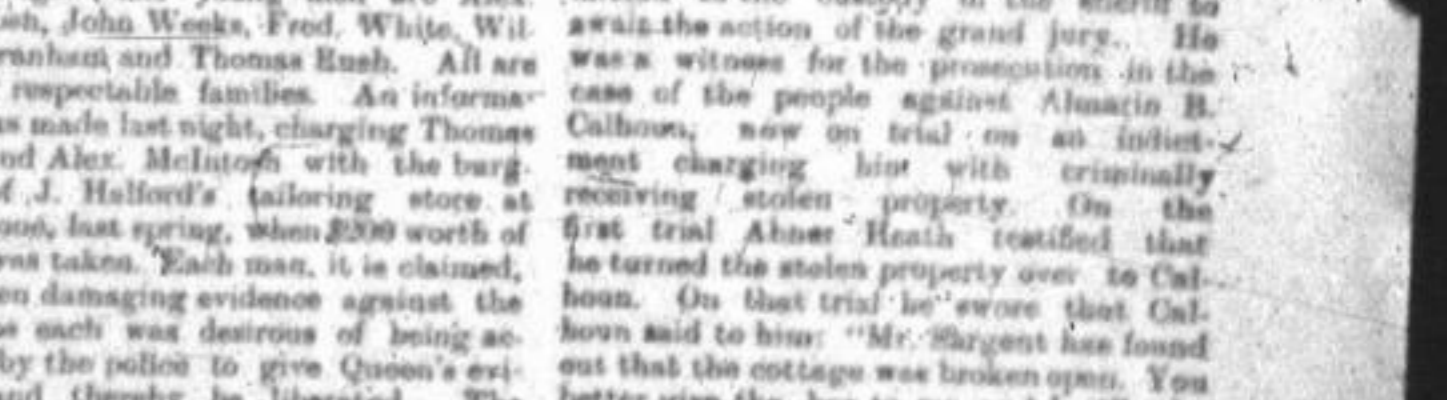 John Weeks, Fred. White, Wil-
and Thomas Rush. All are
respectable families. An informa-
made last night, charging Thomas
Alex. McIntosh with the burg-
J. Halford's tailoring store at
last spring, when $200 worth of
taken. Each man, it is claimed,
damaging evidence against the
each was desirous of being ac-
by the police to give Queen's evi-
and thereby be liberated. The
await the action of the grand jury. He
was a witness for the prosecution in the
case of the people against Almarin B.
Calhoun, now on trial on an indict-
ment charging him with criminally
receiving stolen property. On the
first trial Abner Heath testified that
he turned the stolen property over to Cal-
houn. On that trial he swore that Cal-
houn said to him: "Mr. Sargent has found
out that the cottage was broken open. You
better